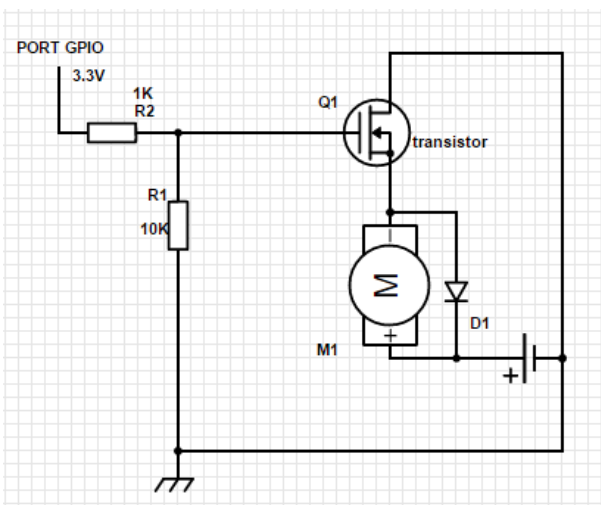 PORT GPIO
3.3V
1K
R2
Q1
transistor
R1
10K
−
M
+
M1
D1
+